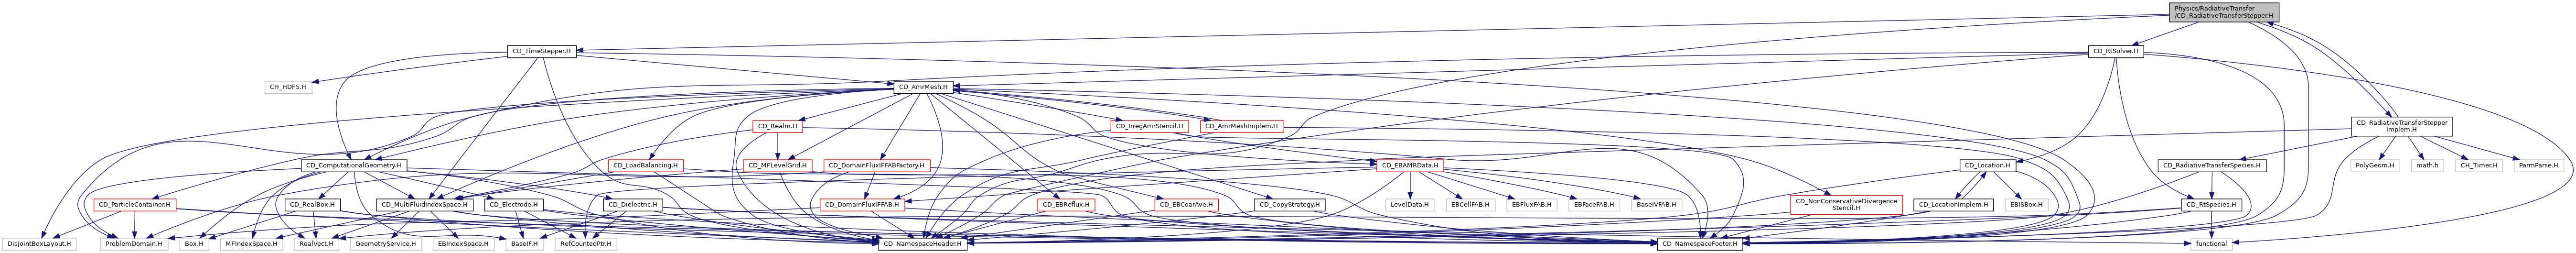 Physics/RadiativeTransfer
/CD_RadiativeTransferStepper.H
CD_TimeStepper.H
CD_RtSolver.H
CH_HDF5.H
CD_AmrMesh.H
CD_Realm.H
CD_IrregAmrStencil.H
CD_AmrMeshImplem.H
CD_RadiativeTransferStepper
Implem.H
CD_ComputationalGeometry.H
CD_LoadBalancing.H
CD_MFLevelGrid.H
CD_DomainFluxIFFABFactory.H
CD_EBAMRData.H
CD_Location.H
CD_RadiativeTransferSpecies.H
PolyGeom.H
math.h
CH_Timer.H
ParmParse.H
CD_ParticleContainer.H
CD_RealBox.H
CD_MultiFluidIndexSpace.H
CD_Electrode.H
CD_Dielectric.H
CD_DomainFluxIFFAB.H
CD_EBReflux.H
CD_EBCoarAve.H
CD_CopyStrategy.H
LevelData.H
EBCellFAB.H
EBFluxFAB.H
EBFaceFAB.H
BaseIVFAB.H
CD_NonConservativeDivergence
Stencil.H
CD_LocationImplem.H
EBISBox.H
CD_RtSpecies.H
DisjointBoxLayout.H
ProblemDomain.H
Box.H
MFIndexSpace.H
RealVect.H
GeometryService.H
EBIndexSpace.H
BaseIF.H
RefCountedPtr.H
CD_NamespaceHeader.H
CD_NamespaceFooter.H
functional